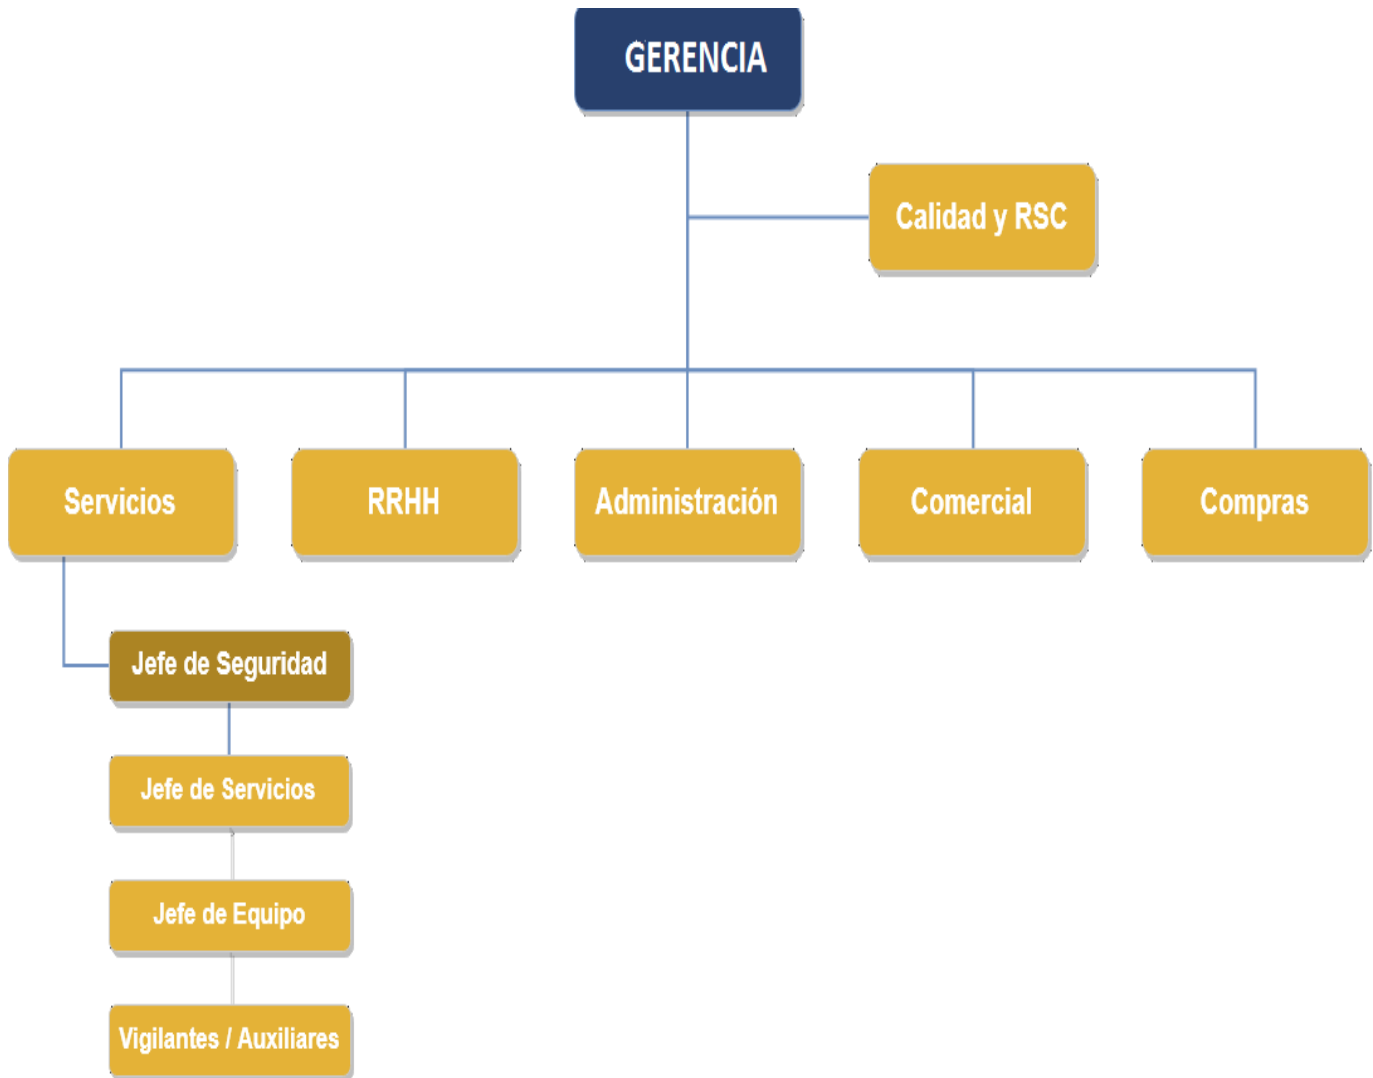 GERENCIA
Calidad y RSC
Servicios
RRHH
Administración
Comercial
Compras
Jefe de Seguridad
Jefe de Servicios
Jefe de Equipo
Vigilantes / Auxiliares